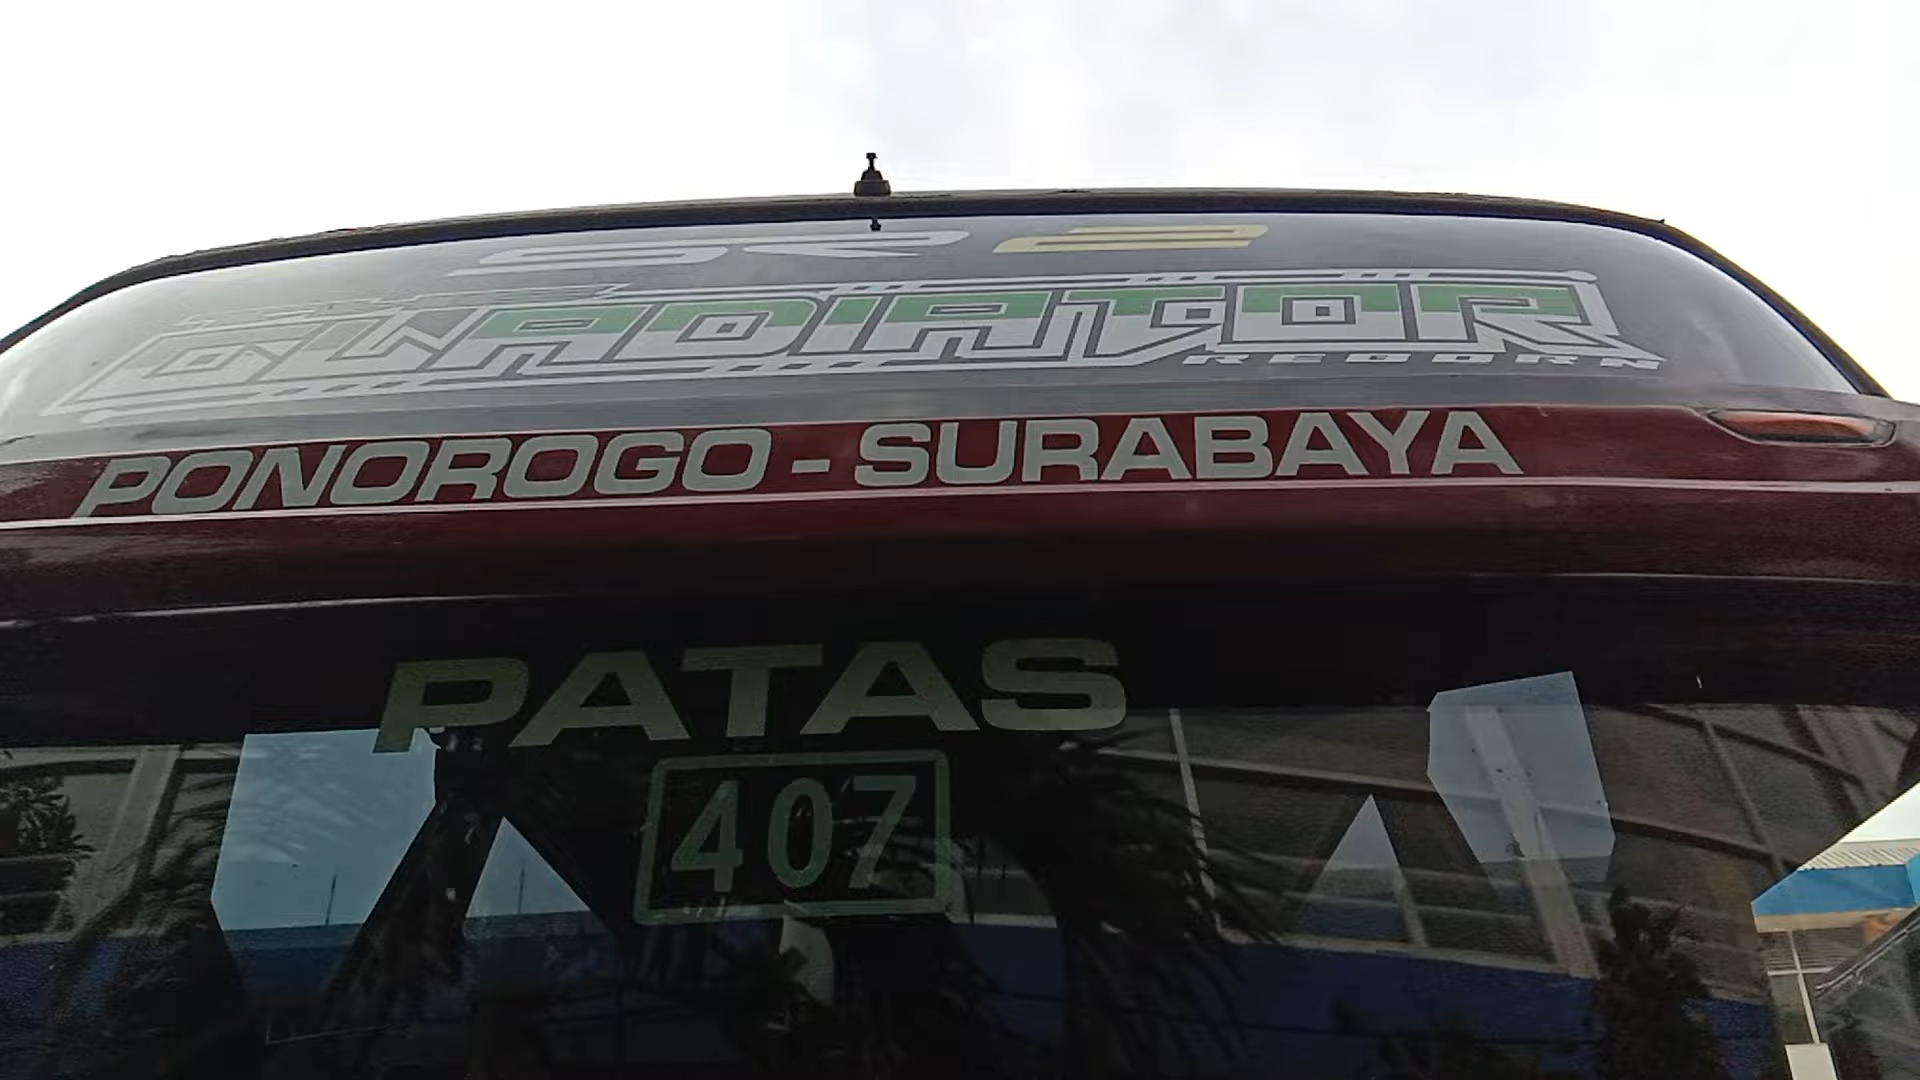 SR 2
GLADIATOR
REBORN
PONOROGO - SURABAYA
PATAS
407